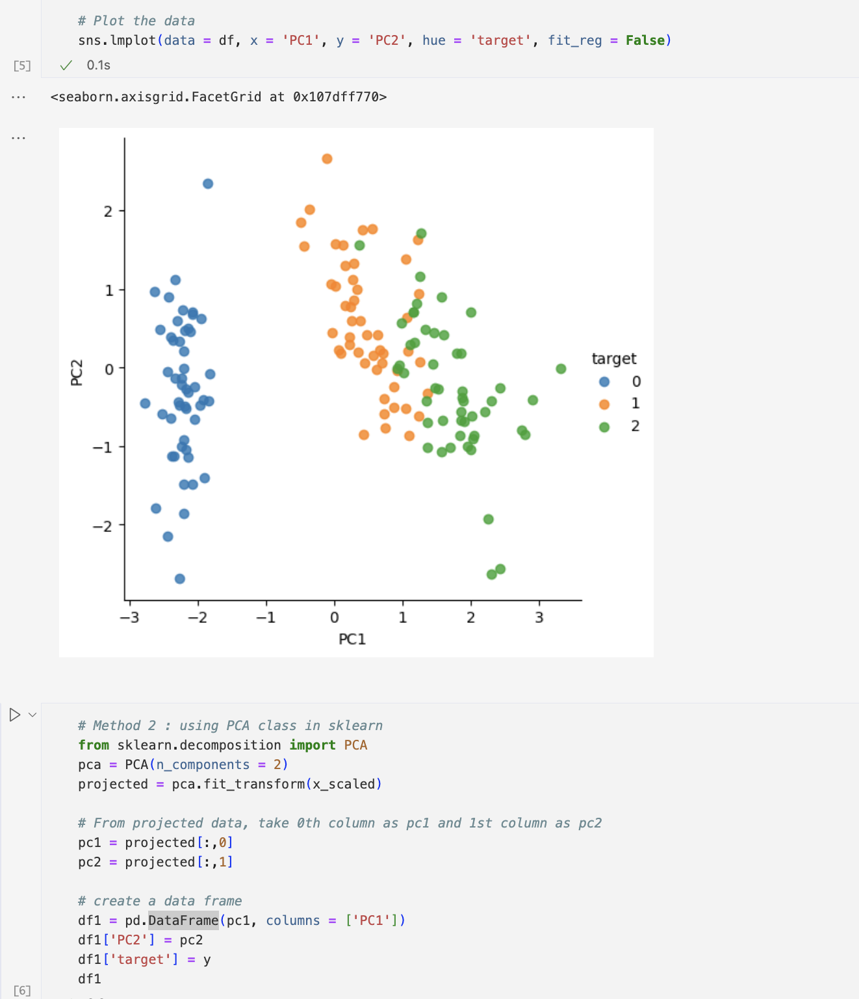 # Plot the data
sns.lmplot(data = df, x = 'PC1', y = 'PC2', hue = 'target', fit_reg = False)
[5]
0.1s
<seaborn.axisgrid.FacetGrid at 0x107dff770>
2
1
0
−1
−2
PC2
−3
−2
−1
0
1
2
3
PC1
target
0
1
2
# Method 2 : using PCA class in sklearn
from sklearn.decomposition import PCA
pca = PCA(n_components = 2)
projected = pca.fit_transform(x_scaled)
# From projected data, take 0th column as pc1 and 1st column as pc2
pc1 = projected[:,0]
pc2 = projected[:,1]
# create a data frame
df1 = pd.DataFrame(pc1, columns = ['PC1'])
df1['PC2'] = pc2
df1['target'] = y
df1
[6]